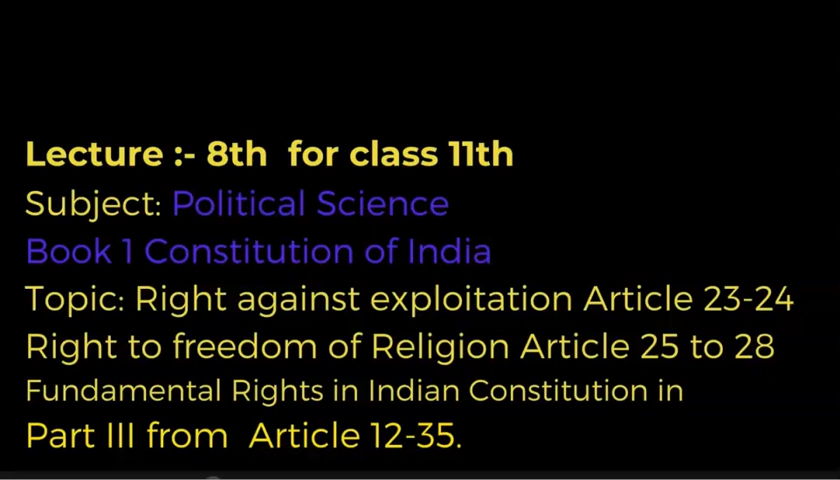 Lecture :- 8th for class 11th
Subject: Political Science
Book 1 Constitution of India
Topic: Right against exploitation Article 23-24
Right to freedom of Religion Article 25 to 28
Fundamental Rights in Indian Constitution in
Part III from Article 12-35.